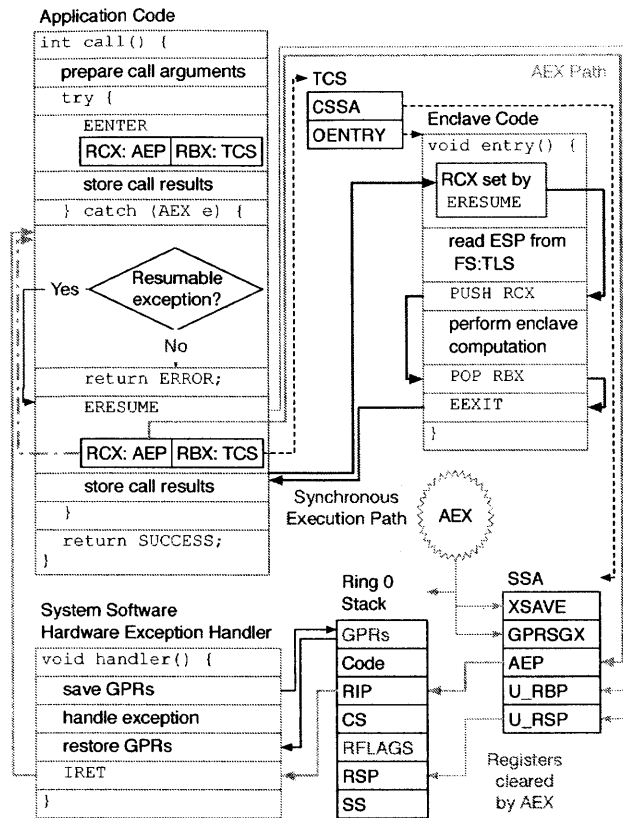 Application Code
int call() {
prepare call arguments
try {
EENTER
RCX: AEP RBX: TCS
store call results
} catch (AEX e) {
Yes
Resumable
exception?
No
return ERROR;
ERESUME
RCX: AEP RBX: TCS
store call results
}
return SUCCESS;
}
AEX Path
TCS
CSSA
OENTRY
Enclave Code
void entry() {
RCX set by
ERESUME
read ESP from
FS:TLS
PUSH RCX
perform enclave
computation
POP RBX
EEXIT
}
Synchronous
Execution Path
AEX
System Software
Hardware Exception Handler
void handler() {
save GPRs
handle exception
restore GPRs
IRET
}
Ring 0
Stack
GPRs
Code
RIP
CS
RFLAGS
RSP
SS
SSA
XSAVE
GPRSGX
AEP
U_RBP
U_RSP
Registers
cleared
by AEX